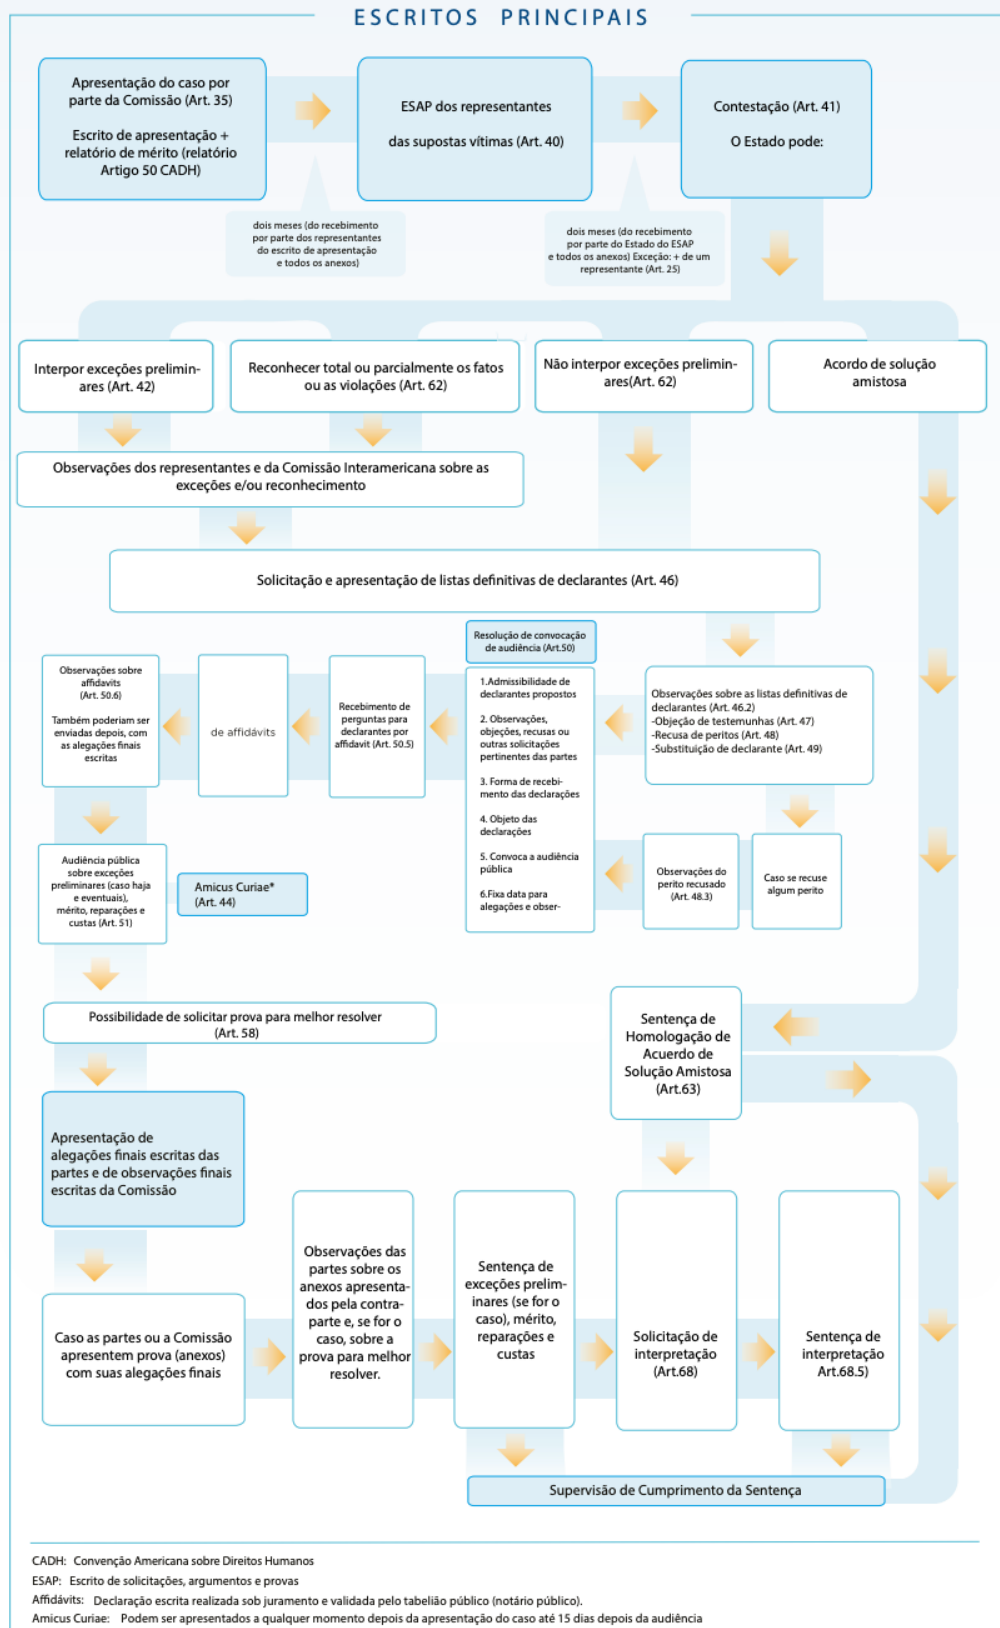 ESCRITOS PRINCIPAIS
Apresentação do caso por
parte da Comissão (Art. 35)
Escrito de apresentação +
relatório de mérito (relatório
Artigo 50 CADH)
ESAP dos representantes
das supostas vítimas (Art. 40)
Contestação (Art. 41)
O Estado pode:
dois meses (do recebimento
por parte dos representantes
do escrito de apresentação
e todos os anexos)
dois meses (do recebimento
por parte do Estado do ESAP
e todos os anexos) Exceção: + de um
representante (Art. 25)
Interpor exceções prelimin-
ares (Art. 42)
Reconhecer total ou parcialmente os fatos
ou as violações (Art. 62)
Não interpor exceções prelimin-
ares(Art. 62)
Acordo de solução
amistosa
Observações dos representantes e da Comissão Interamericana sobre as
exceções e/ou reconhecimento
Solicitação e apresentação de listas definitivas de declarantes (Art. 46)
Observações sobre as listas definitivas de
declarantes (Art. 46.2)
-Objeção de testemunhas (Art. 47)
-Recusa de peritos (Art. 48)
-Substituição de declarante (Art. 49)
Caso se recuse
algum perito
Observações do
perito recusado
(Art. 48.3)
Resolução de convocação
de audiência (Art.50)
1.Admissibilidade de
declarantes propostos
2. Observações,
objeções, recusas ou
outras solicitações
pertinentes das partes
3. Forma de recebi-
mento das declarações
4. Objeto das
declarações
5. Convoca a audiência
pública
6.Fixa data para
alegações e obser-
Recebimento de
perguntas para
declarantes por
affidavit (Art. 50.5)
de affidávits
Observações sobre
affidavits
(Art. 50.6)
Também poderiam ser
enviadas depois, com
as alegações finais
escritas
Audiência pública
sobre exceções
preliminares (caso haja
e eventuais),
mérito, reparações e
custas (Art. 51)
Amicus Curiae*
(Art. 44)
Possibilidade de solicitar prova para melhor resolver
(Art. 58)
Sentença de
Homologação de
Acuerdo de
Solução Amistosa
(Art.63)
Apresentação de
alegações finais escritas das
partes e de observações finais
escritas da Comissão
Caso as partes ou a Comissão
apresentem prova (anexos)
com suas alegações finais
Observações das
partes sobre os
anexos apresenta-
dos pela contra-
parte e, se for o
caso, sobre a
prova para melhor
resolver.
Sentença de
exceções prelim-
inares (se for o
caso), mérito,
reparações e
custas
Solicitação de
interpretação
(Art.68)
Sentença de
interpretação
Art.68.5)
Supervisão de Cumprimento da Sentença
CADH: Convenção Americana sobre Direitos Humanos
ESAP: Escrito de solicitações, argumentos e provas
Affidávits: Declaração escrita realizada sob juramento e validada pelo tabelião público (notário público).
Amicus Curiae: Podem ser apresentados a qualquer momento depois da apresentação do caso até 15 dias depois da audiência